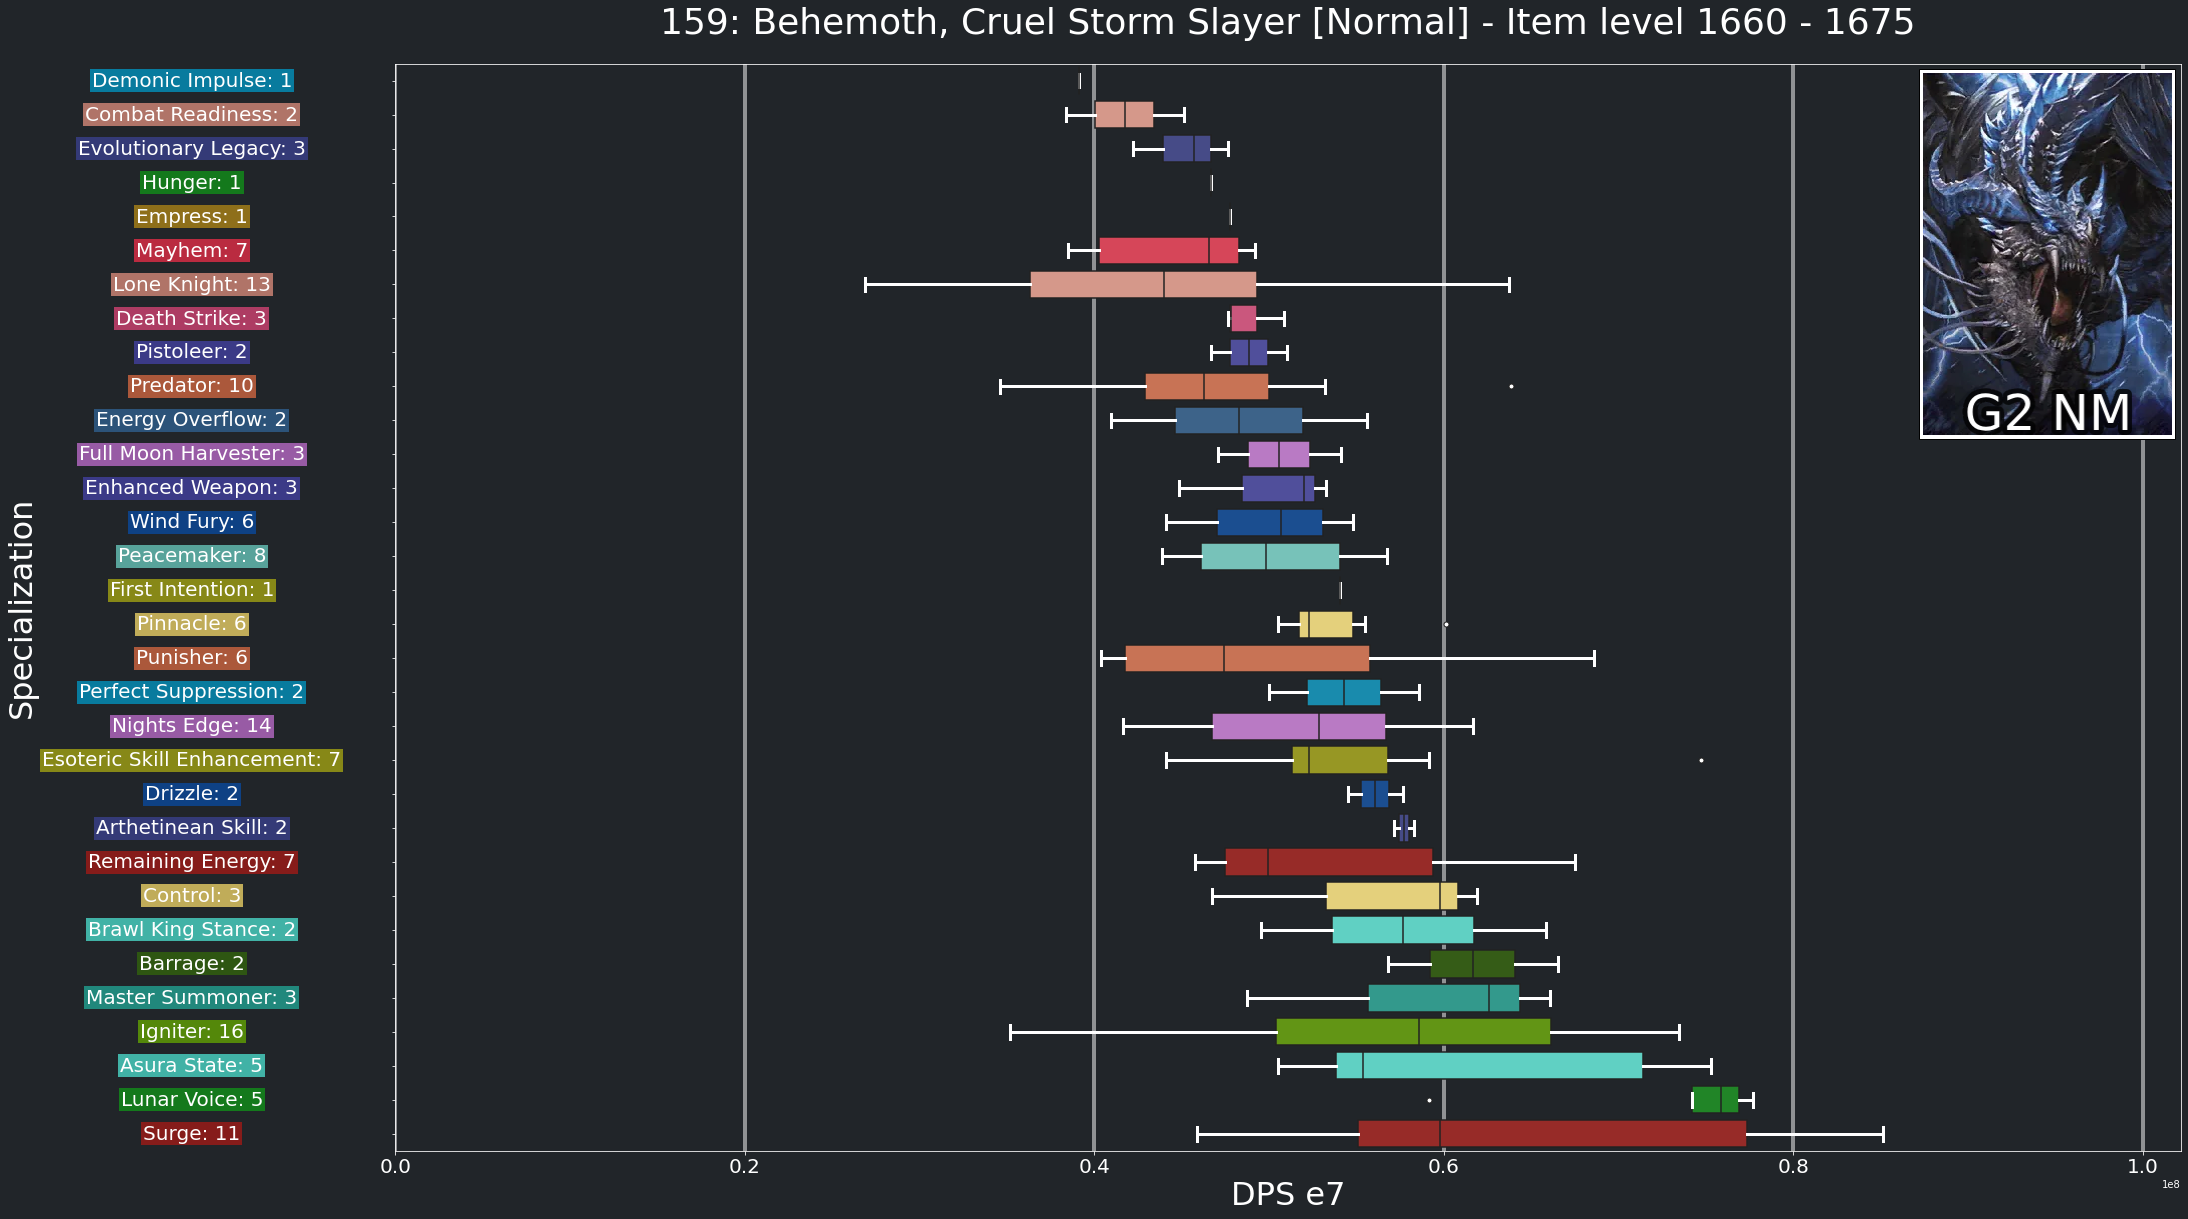 159: Behemoth, Cruel Storm Slayer [Normal] - Item level 1660 - 1675
Specialization
Demonic Impulse: 1
Combat Readiness: 2
Evolutionary Legacy: 3
Hunger: 1
Empress: 1
Mayhem: 7
Lone Knight: 13
Death Strike: 3
Pistoleer: 2
Predator: 10
Energy Overflow: 2
Full Moon Harvester: 3
Enhanced Weapon: 3
Wind Fury: 6
Peacemaker: 8
First Intention: 1
Pinnacle: 6
Punisher: 6
Perfect Suppression: 2
Nights Edge: 14
Esoteric Skill Enhancement: 7
Drizzle: 2
Arthetinean Skill: 2
Remaining Energy: 7
Control: 3
Brawl King Stance: 2
Barrage: 2
Master Summoner: 3
Igniter: 16
Asura State: 5
Lunar Voice: 5
Surge: 11
G2 NM
0.0 0.2 0.4 0.6 0.8 1.0
1e8
DPS e7